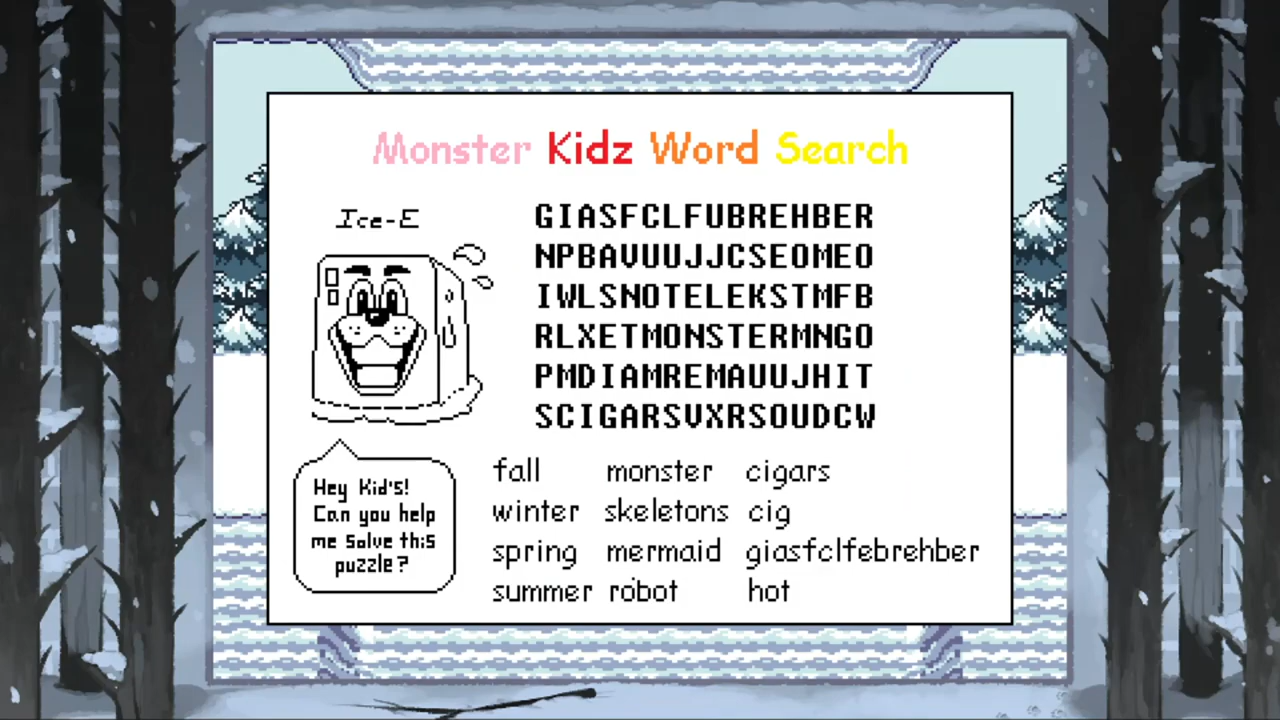 Monster Kidz Word Search
Ice-E
GIASFCLFUBREHBER
NPBAVUUJJCSEOMEO
IWLSNOTELEKSTMFB
RLXETMONSTERMNGO
PMDIAMREMAUUJHIT
SCIGARSVXRSOUDCW
Hey Kid's!
Can you help
me Solve this
puzzle?
fall monster cigars
winter skeletons cig
spring mermaid giasfclfebrehber
summer robot hot